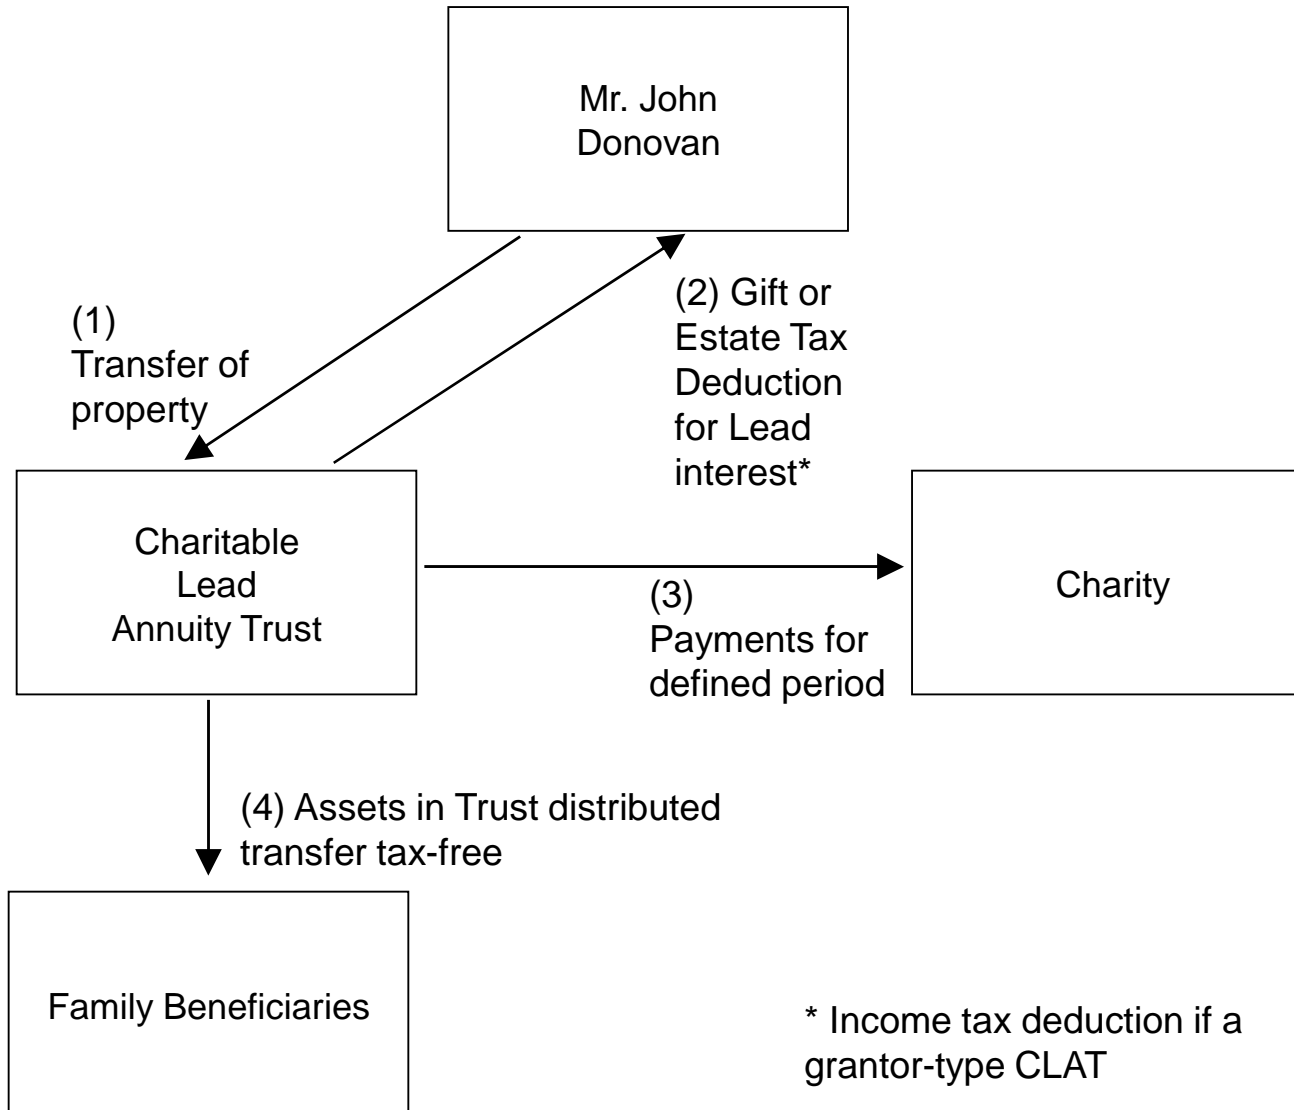 Mr. John
Donovan
(1)
Transfer of
property
(2) Gift or
Estate Tax
Deduction
for Lead
interest*
Charitable
Lead
Annuity Trust
(3)
Payments for
defined period
Charity
(4) Assets in Trust distributed
transfer tax-free
Family Beneficiaries
* Income tax deduction if a
grantor-type CLAT